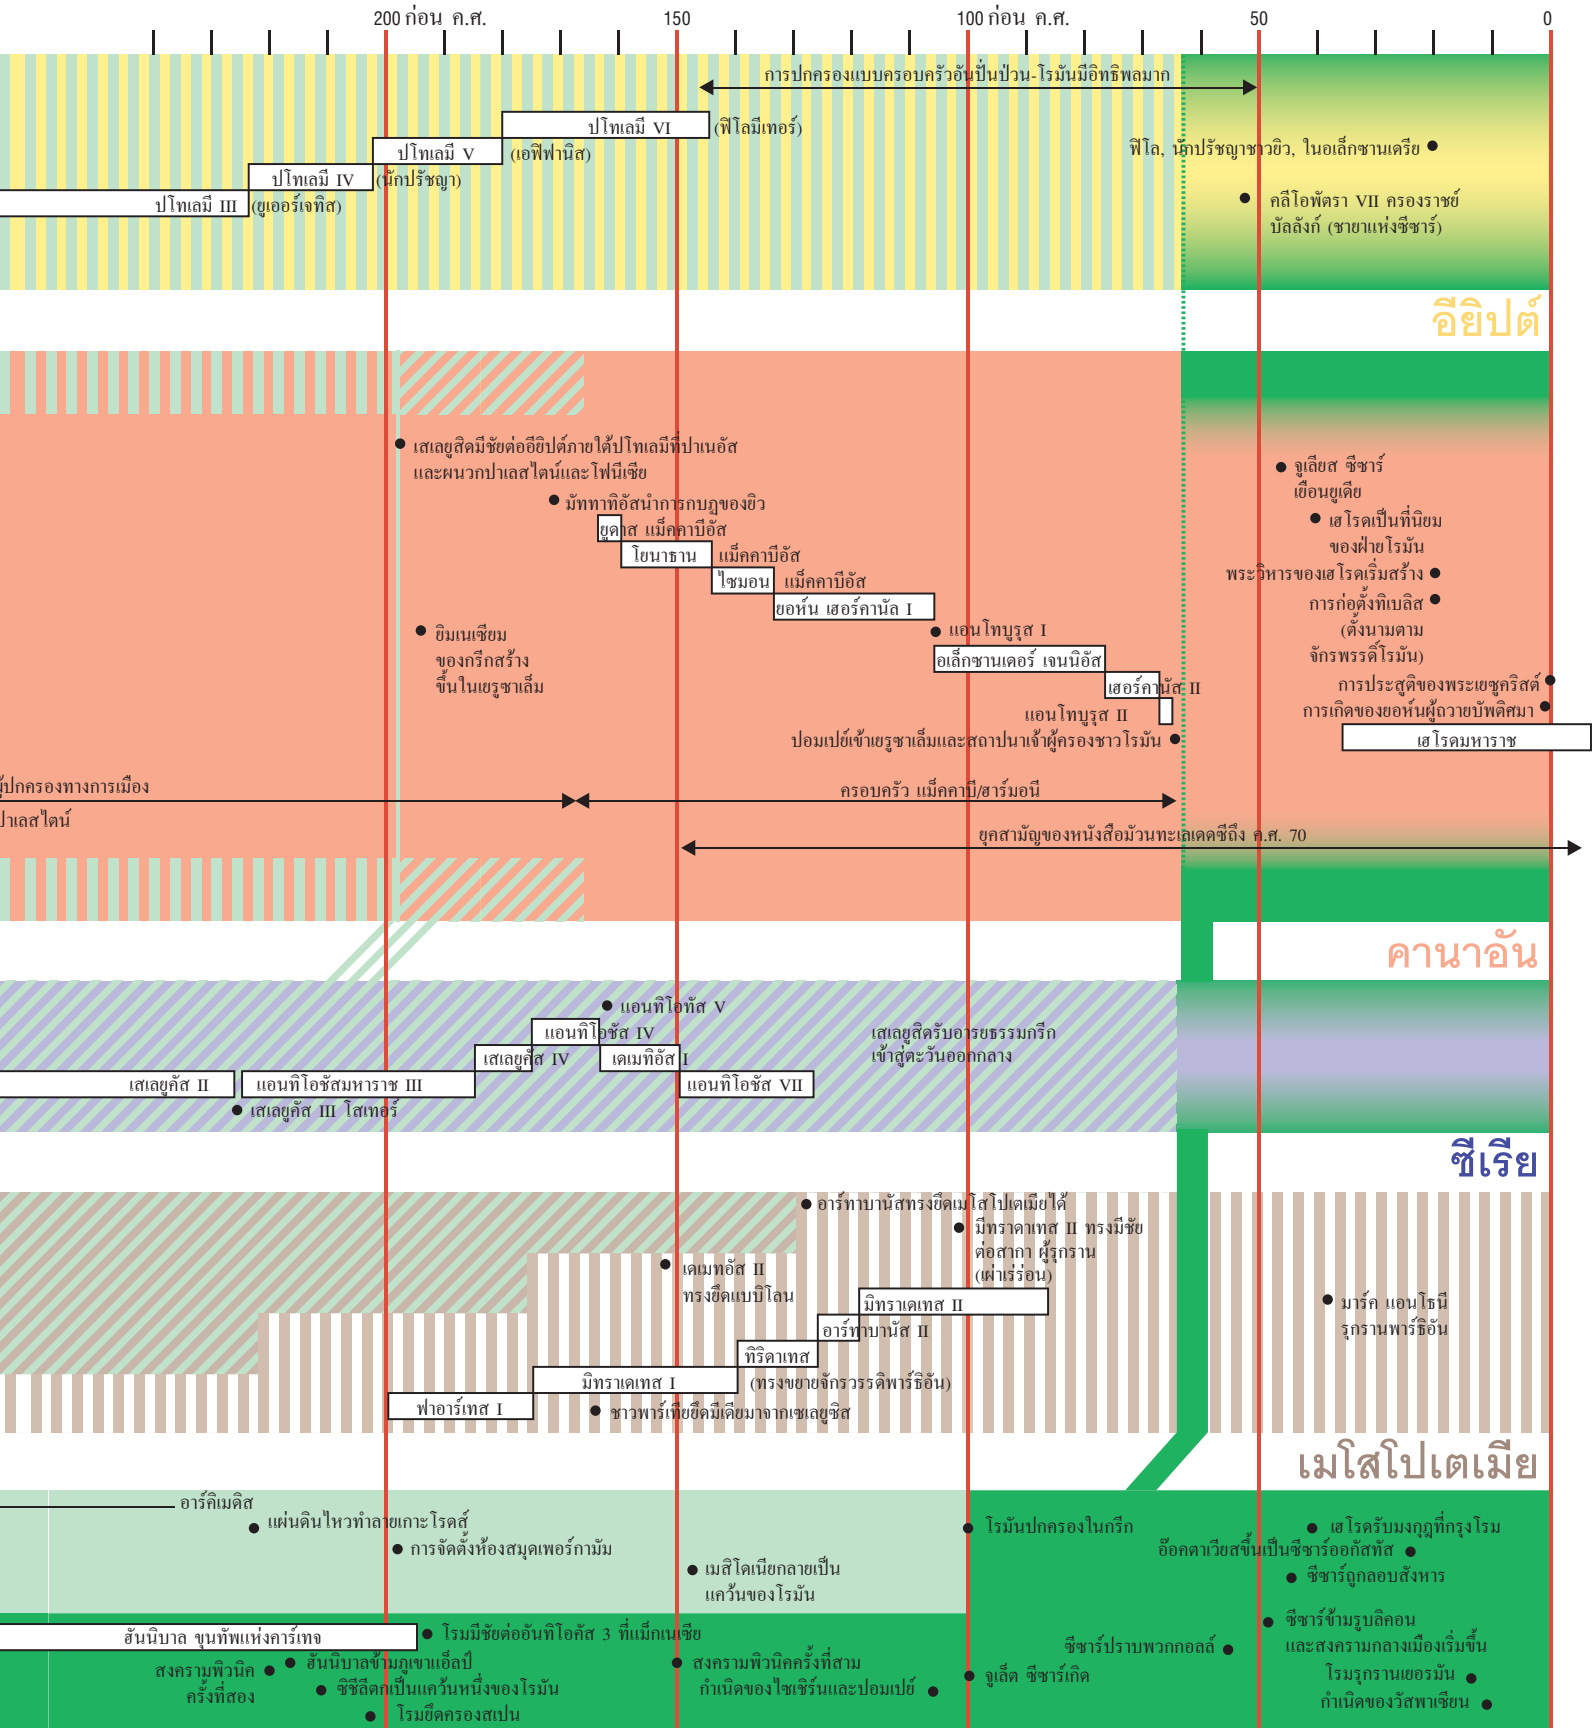 200 ก่อน ค.ศ.
150
100 ก่อน ค.ศ.
50
0
การปกครองแบบครอบครัวอันปั่นป่วน-โรมันมีอิทธิพลมาก
ปโทเลมี VI (ฟิโลมีเทอร์)
ปโทเลมี V (เอฟิฟานิส)
ปโทเลมี IV (นักปรัชญา)
ปโทเลมี III (ยูเออร์เจทิส)
ฟิโล, นักปรัชญาชาวยิว, ในอเล็กซานเดรีย
คลีโอพัตรา VII ครองราชย์
บัลลังก์ (ชายาแห่งซีซาร์)
อียิปต์
เสเลยูสิดมีชัยต่ออียิปต์ภายใต้ปโทเลมีที่ปาเนอัส
และผนวกปาเลสไตน์และโฟนีเซีย
มัททาทิอัสนำการกบฏของยิว
ยูดาส แม็คคาบีอัส
โยนาธาน แม็คคาบีอัส
ไซมอน แม็คคาบีอัส
ยอห์น เฮอร์คานัล I
แอนโทบูรุส I
อเล็กซานเดอร์ เจนนิอัส
เฮอร์คานัส II
แอนโทบูรุส II
ปอมเปย์เข้าเยรูซาเล็มและสถาปนาเจ้าผู้ครองชาวโรมัน
ยิมเนเซียม
ของกรีกสร้าง
ขึ้นในเยรูซาเล็ม
จูเลียส ซีซาร์
เยือนยูเดีย
เฮโรดเป็นที่นิยม
ของฝ่ายโรมัน
พระวิหารของเฮโรดเริ่มสร้าง
การก่อตั้งทิเบลิส
(ตั้งนามตาม
จักรพรรดิ์โรมัน)
การประสูติของพระเยซูคริสต์
การเกิดของยอห์นผู้ถวายบัพติศมา
เฮโรดมหาราช
ผู้ปกครองทางการเมือง
ปาเลสไตน์
ครอบครัว แม็คคาบี/ฮาร์มอนี
ยุคสามัญของหนังสือม้วนทะเลเดดซีถึง ค.ศ. 70
คานาอัน
แอนทิโอทัส V
แอนทิโอชัส IV
เสเลยูคัส IV
เดเมทิอัส I
เสเลยูคัส II
แอนทิโอชัสมหาราช III
แอนทิโอชัส VII
เสเลยูคัส III โสเทอร์
เสเลยูสิดรับอารยธรรมกรีก
เข้าสู่ตะวันออกกลาง
ซีเรีย
อาร์ทาบานัสทรงยึดเมโสโปเตเมียได้
มีทราดาเทส II ทรงมีชัย
ต่อสากา ผู้รุกราน
(เผ่าเร่ร่อน)
เดเมทอัส II
ทรงยึดแบบิโลน
มิทราเดเทส II
อาร์ทาบานัส II
ทิริดาเทส
มิทราเดเทส I (ทรงขยายจักรวรรดิพาร์ธิอัน)
ฟาอาร์เทส I
ชาวพาร์เทียยึดมีเดียมาจากเซเลยูซิส
มาร์ค แอนโธนี
รุกรานพาร์ธิอัน
เมโสโปเตเมีย
อาร์คิเมดิส
แผ่นดินไหวทำลายเกาะโรดส์
การจัดตั้งห้องสมุดเพอร์กามัม
เมสิโดเนียกลายเป็น
แคว้นของโรมัน
โรมันปกครองในกรีก
เฮโรดรับมงกุฎที่กรุงโรม
อ๊อคตาเวียสขึ้นเป็นซีซาร์ออกัสทัส
ซีซาร์ถูกลอบสังหาร
ฮันนิบาล ขุนทัพแห่งคาร์เทจ
โรมมีชัยต่ออันทิโอคัส 3 ที่แม็กเนเซีย
สงครามพิวนิค
ครั้งที่สอง
ฮันนิบาลข้ามภูเขาแอ็ลป์
ซิซีลีตกเป็นแคว้นหนึ่งของโรมัน
โรมยึดครองสเปน
สงครามพิวนิคครั้งที่สาม
กำเนิดของไซเซิร์นและปอมเปย์
จูเล็ต ซีซาร์เกิด
ซีซาร์ปราบพวกกอลล์
ซีซาร์ข้ามรูบลิคอน
และสงครามกลางเมืองเริ่มขึ้น
โรมรุกรานเยอรมัน
กำเนิดของวัสพาเซียน